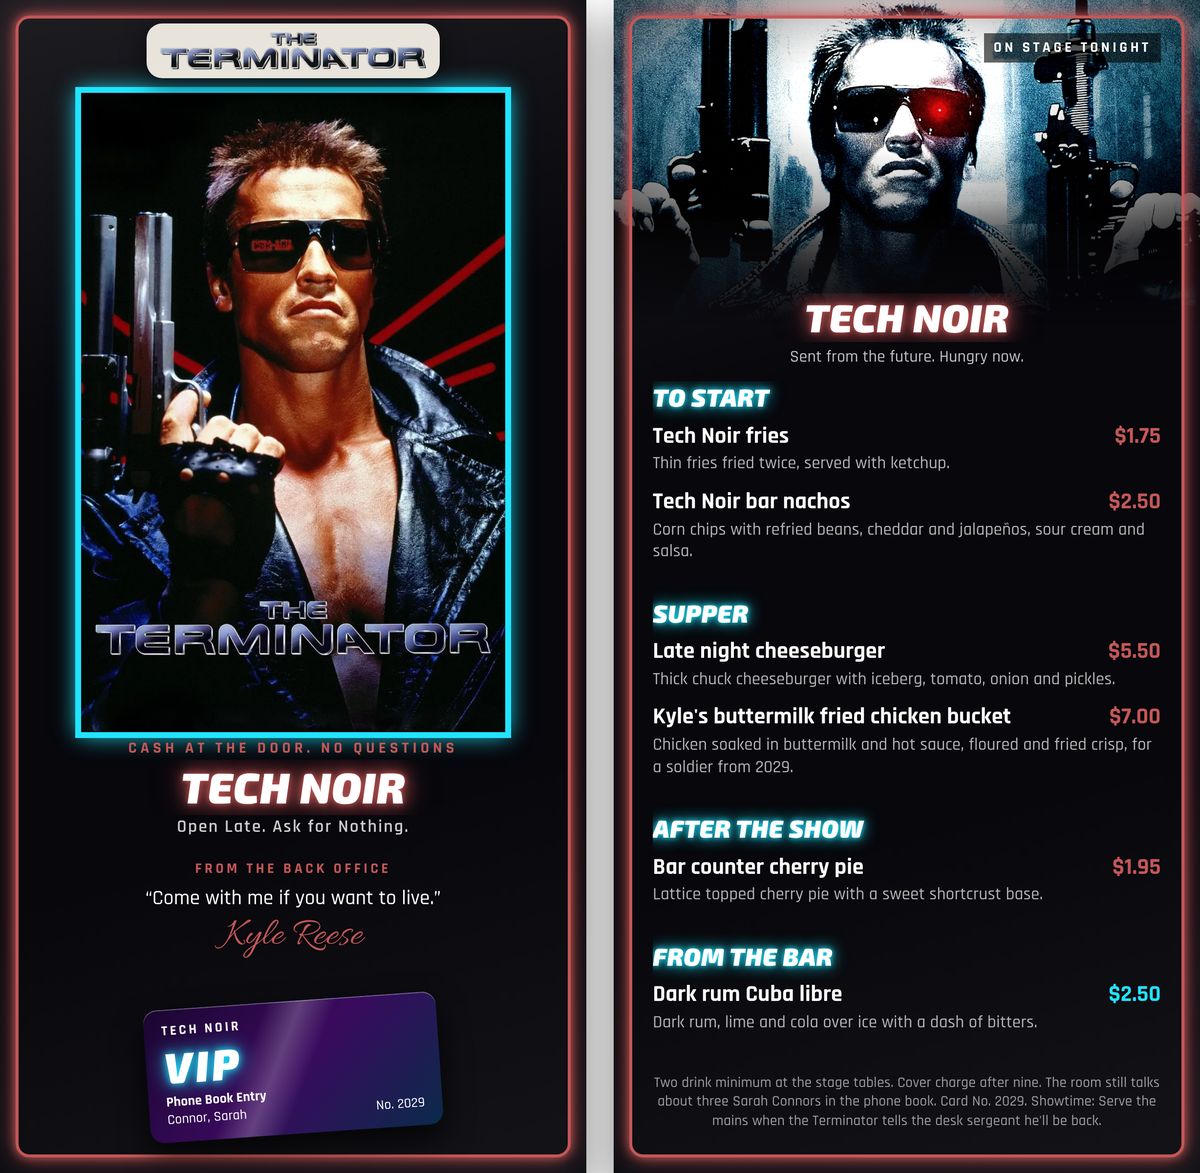 THE
TERMINATOR
THE
TERMINATOR
CASH AT THE DOOR. NO QUESTIONS
TECH NOIR
Open Late. Ask for Nothing.
FROM THE BACK OFFICE
“Come with me if you want to live.”
Kyle Reese
TECH NOIR
VIP
Phone Book Entry
Connor, Sarah
No. 2029
ON STAGE TONIGHT
TECH NOIR
Sent from the future. Hungry now.
TO START
Tech Noir fries $1.75
Thin fries fried twice, served with ketchup.
Tech Noir bar nachos $2.50
Corn chips with refried beans, cheddar and jalapeños, sour cream and
salsa.
SUPPER
Late night cheeseburger $5.50
Thick chuck cheeseburger with iceberg, tomato, onion and pickles.
Kyle's buttermilk fried chicken bucket $7.00
Chicken soaked in buttermilk and hot sauce, floured and fried crisp, for
a soldier from 2029.
AFTER THE SHOW
Bar counter cherry pie $1.95
Lattice topped cherry pie with a sweet shortcrust base.
FROM THE BAR
Dark rum Cuba libre $2.50
Dark rum, lime and cola over ice with a dash of bitters.
Two drink minimum at the stage tables. Cover charge after nine. The room still talks
about three Sarah Connors in the phone book. Card No. 2029. Showtime: Serve the
mains when the Terminator tells the desk sergeant he'll be back.